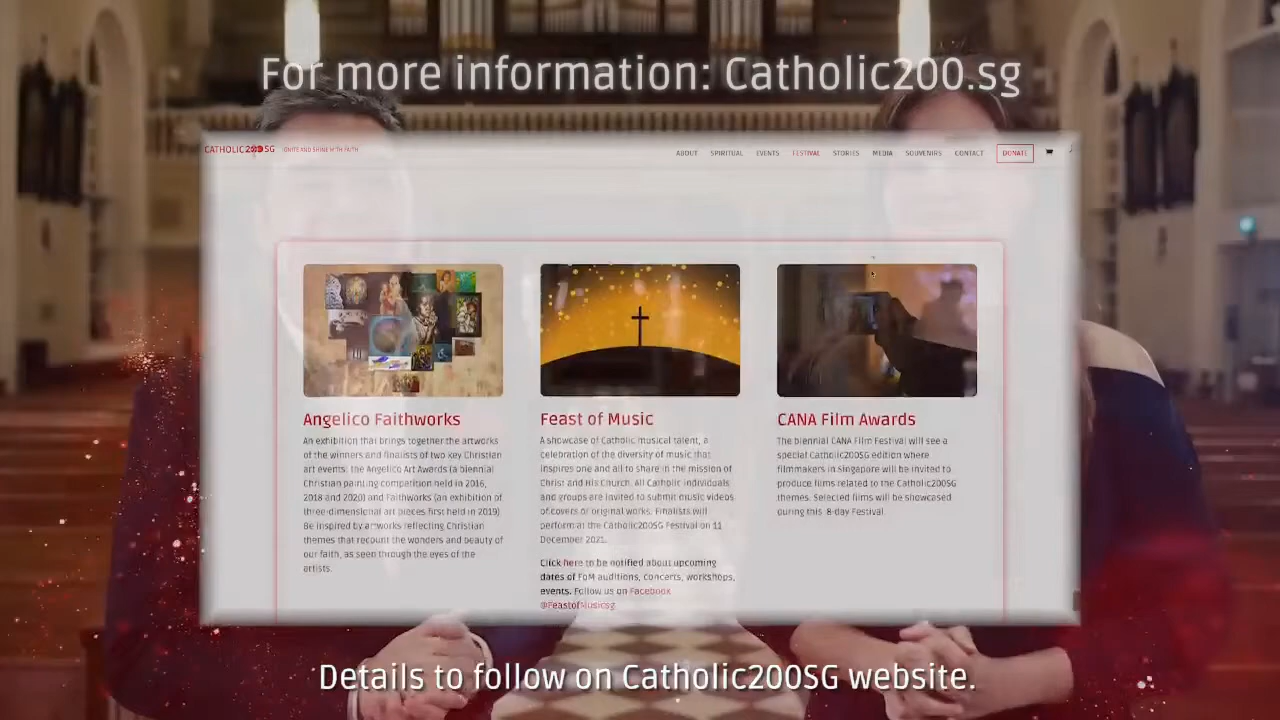 For more information: Catholic200.sg
CATHOLIC200SG IGNITE AND SHINE WITH FAITH
ABOUT SPIRITUAL EVENTS FESTIVAL STORIES MEDIA SOUVENIRS CONTACT DONATE
Angelico Faithworks
An exhibition that brings together the artworks
of the winners and finalists of two key Christian
art events: the Angelico Art Awards (a biennial
Christian painting competition held in 2016,
2018 and 2020) and Faithworks (an exhibition of
three-dimensional art pieces first held in 2019)
Be inspired by artworks reflecting Christian
themes that recount the wonders and beauty of
our faith, as seen through the eyes of the
artists.
Feast of Music
A showcase of Catholic musical talent, a
celebration of the diversity of music that
inspires one and all to share in the mission of
Christ and His Church. All Catholic individuals
and groups are invited to submit music videos
of covers or original works. Finalists will
perform at the Catholic200SG Festival on 11
December 2021.
Click here to be notified about upcoming
dates of FoM auditions, concerts, workshops,
events. Follow us on Facebook
@FeastofMusicsg
CANA Film Awards
The biennial CANA Film Festival will see a
special Catholic200SG edition where
filmmakers in Singapore will be invited to
produce films related to the Catholic200SG
themes. Selected films will be showcased
during this 8-day Festival
Details to follow on Catholic200SG website.